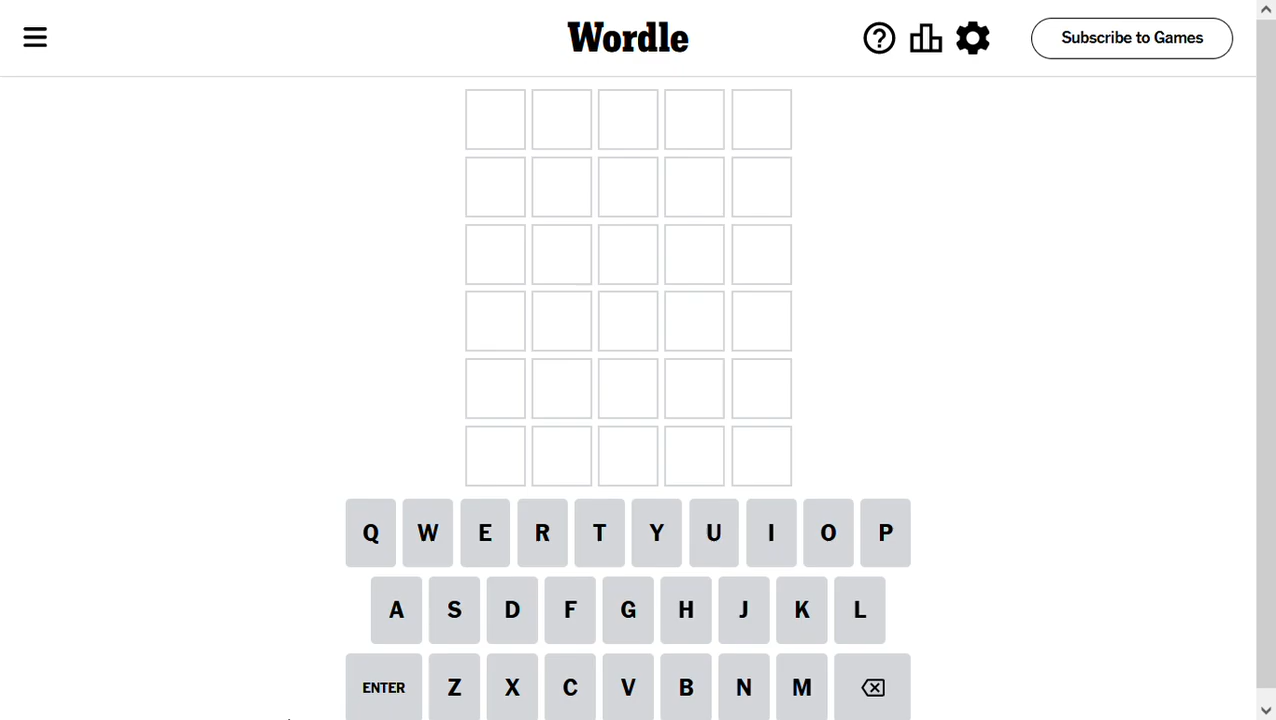 Wordle
Subscribe to Games
Q W E R T Y U I O P
A S D F G H J K L
ENTER Z X C V B N M